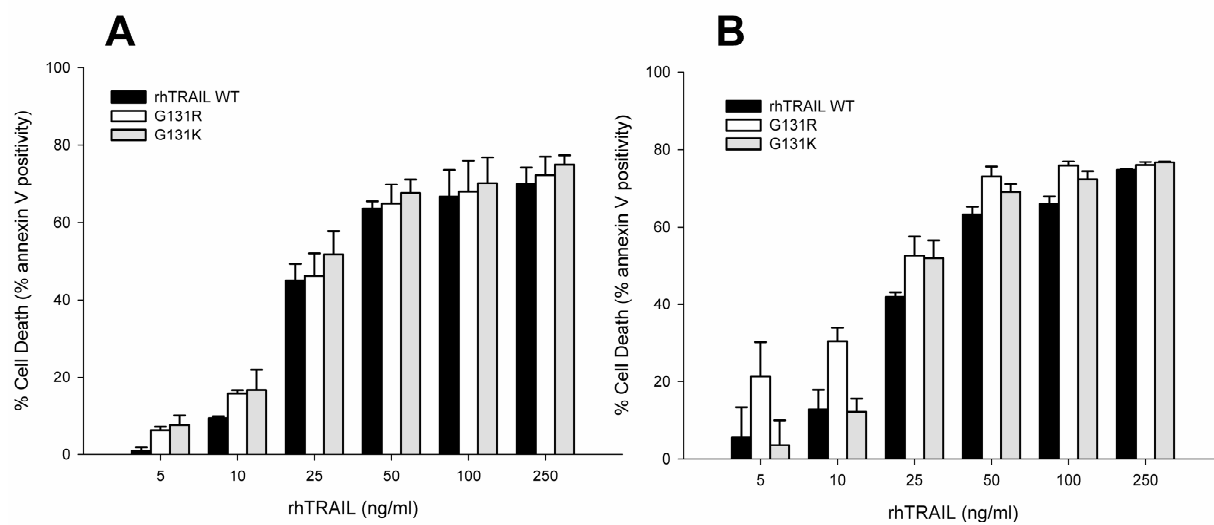 A
100
80
60
40
20
0
% Cell Death (% annexin V positivity)
rhTRAIL WT
G131R
G131K
5 10 25 50 100 250
rhTRAIL (ng/ml)
B
100
80
60
40
20
0
% Cell Death (% annexin V positivity)
rhTRAIL WT
G131R
G131K
5 10 25 50 100 250
rhTRAIL (ng/ml)